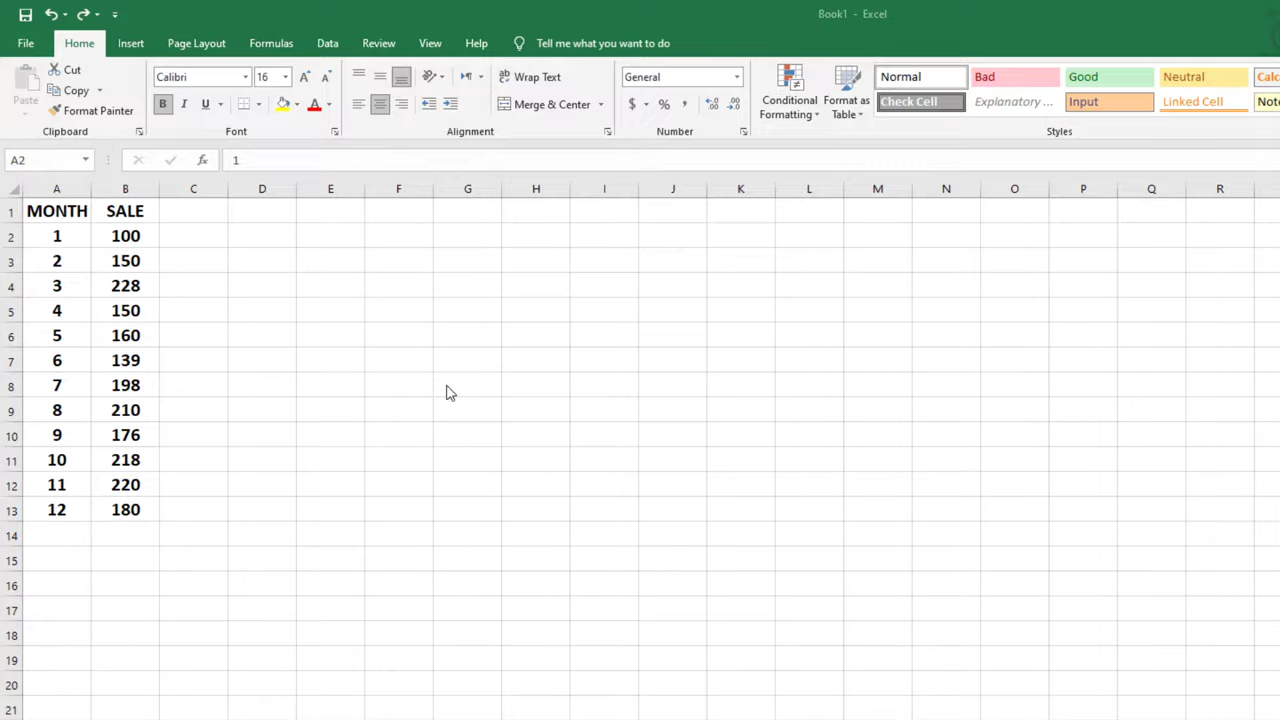 Book1 - Excel
File Home Insert Page Layout Formulas Data Review View Help Tell me what you want to do
Cut
Copy
Format Painter
Paste
Clipboard
Calibri 16
B I U
Font
Wrap Text
Merge & Center
Alignment
General
$ % ,
Number
Conditional Formatting
Format as Table
Normal Bad Good Neutral
Check Cell Explanatory ... Input Linked Cell
Styles
A2 fx 1
A B C D E F G H I J K L M N O P Q R
1 MONTH SALE
2 1 100
3 2 150
4 3 228
5 4 150
6 5 160
7 6 139
8 7 198
9 8 210
10 9 176
11 10 218
12 11 220
13 12 180
14
15
16
17
18
19
20
21